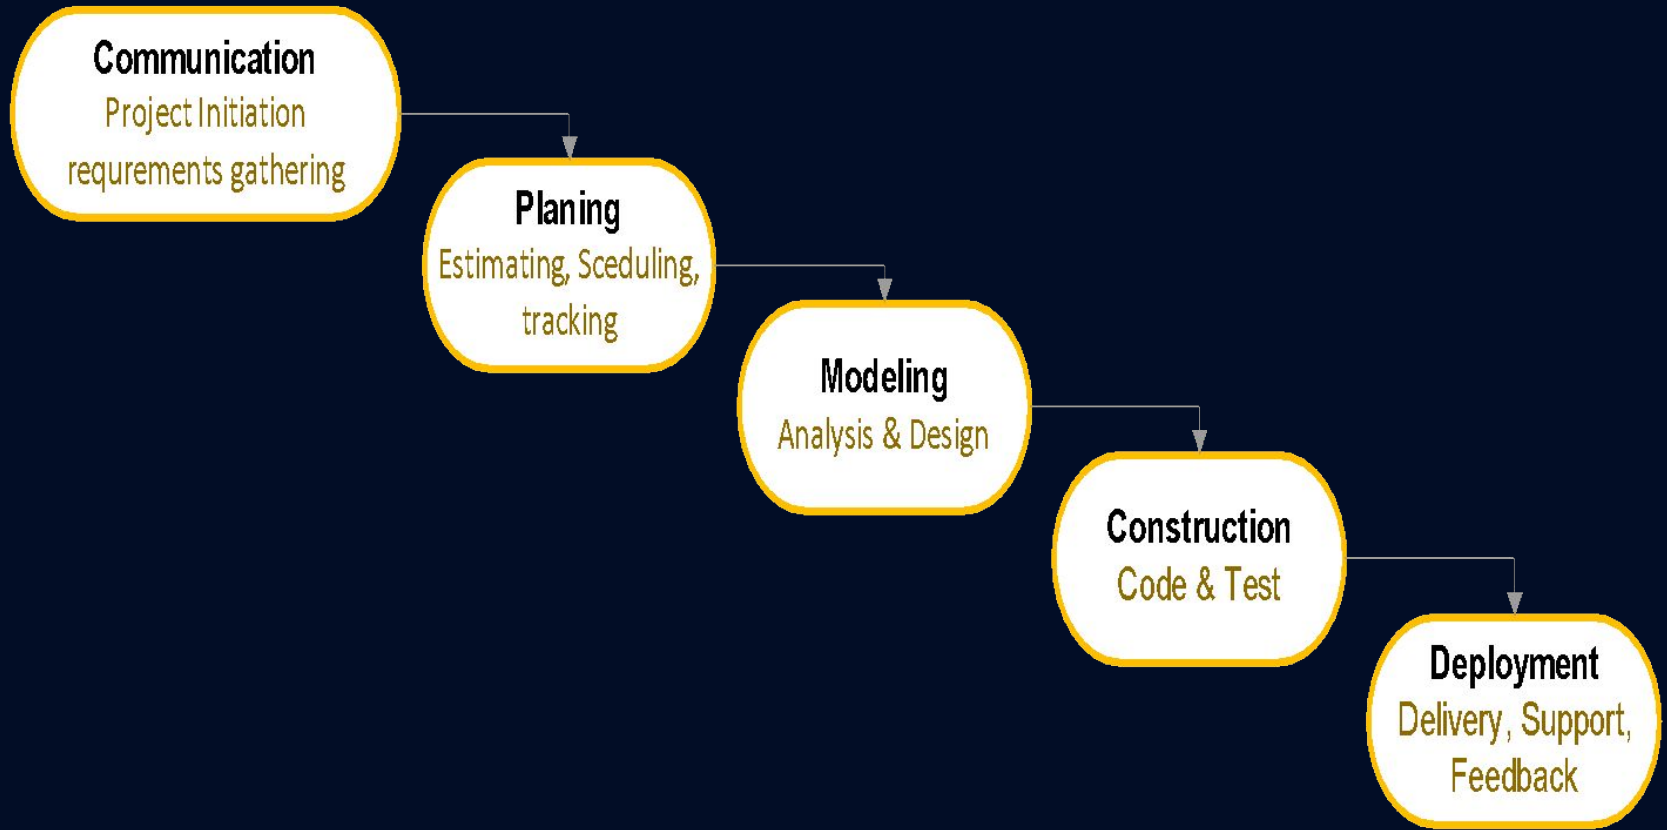 Communication
Project Initiation
requrements gathering
Planing
Estimating, Sceduling,
tracking
Modeling
Analysis & Design
Construction
Code & Test
Deployment
Delivery, Support,
Feedback